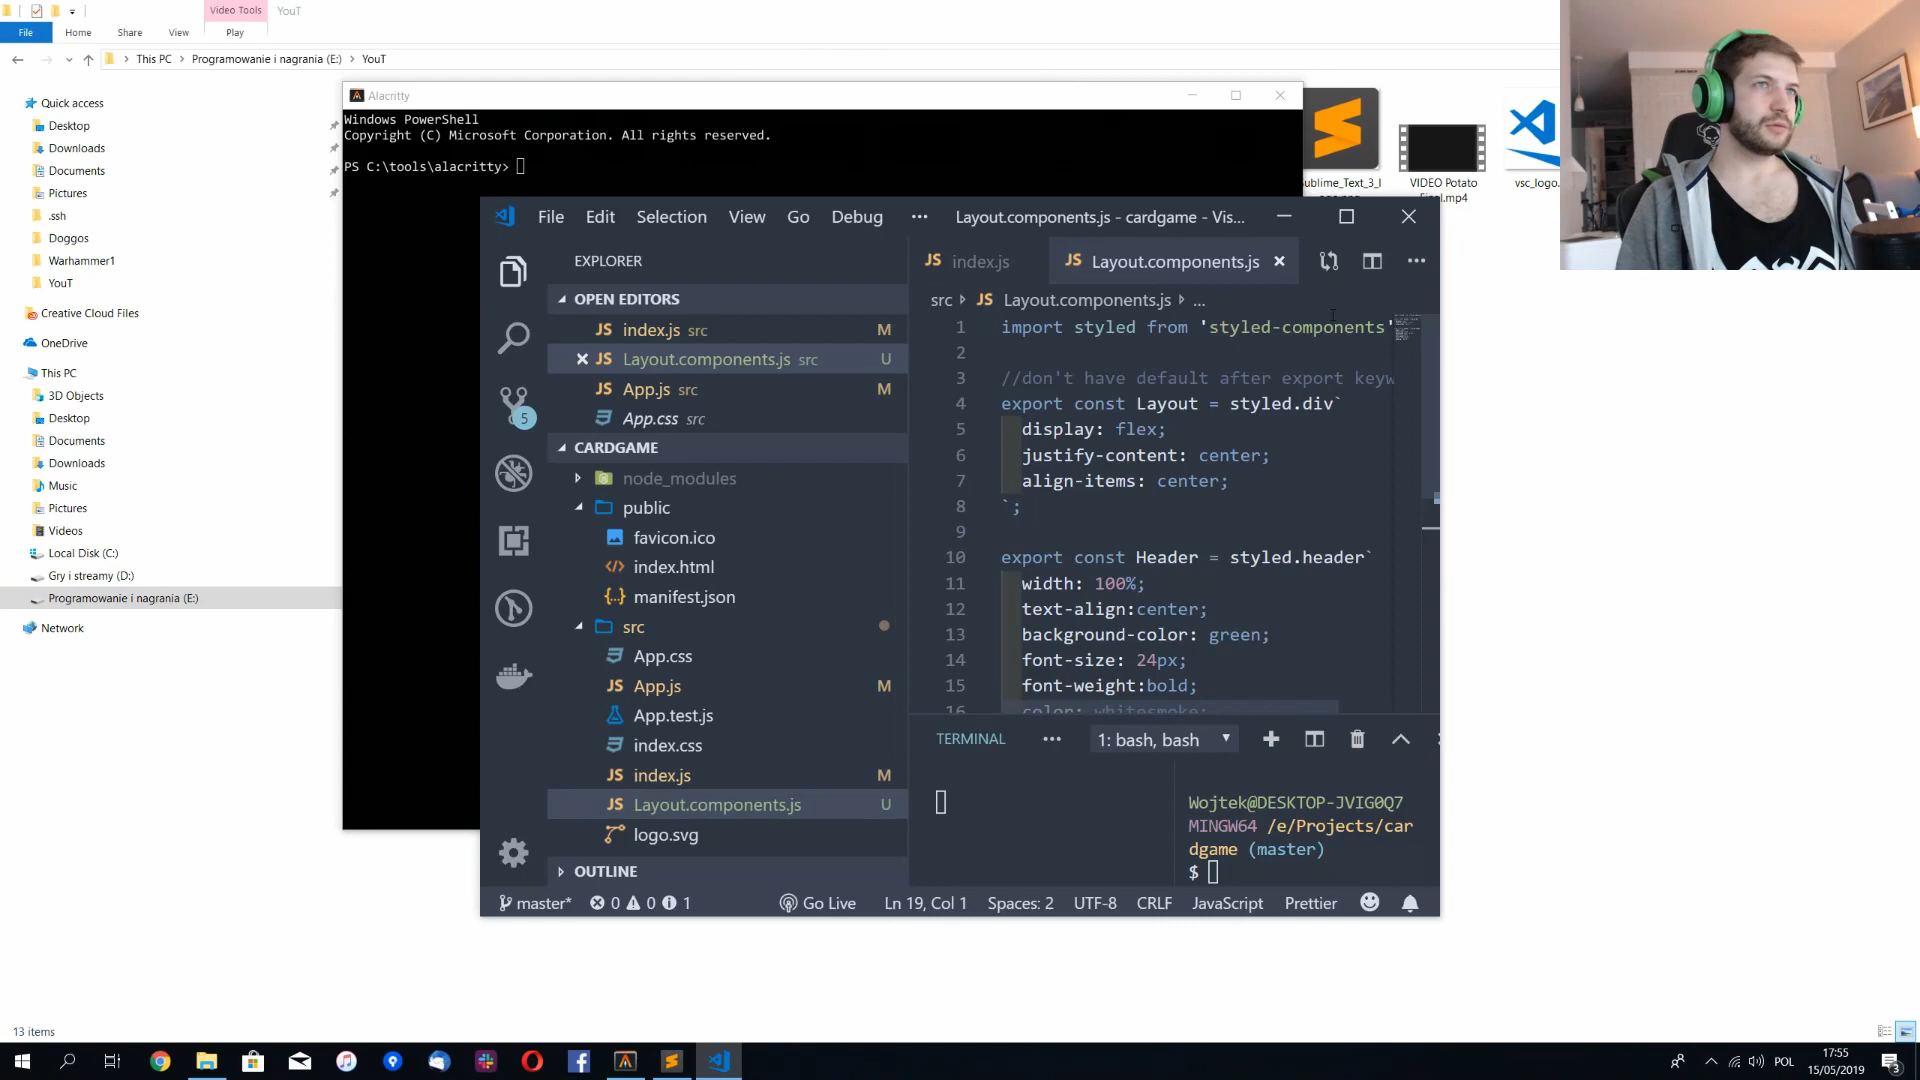 Video Tools
YouT
File
Home
Share
View
Play
This PC
Programowanie i nagrania (E:)
YouT
Quick access
Desktop
Downloads
Documents
Pictures
.ssh
Doggos
Warhammer1
YouT
Creative Cloud Files
OneDrive
This PC
3D Objects
Desktop
Documents
Downloads
Music
Pictures
Videos
Local Disk (C:)
Gry i streamy (D:)
Programowanie i nagrania (E:)
Network
13 items
Alacritty
Windows PowerShell
Copyright (C) Microsoft Corporation. All rights reserved.
PS C:\tools\alacritty>
ublime_Text_3_l
VIDEO Potato
Final.mp4
vsc_logo.
File Edit Selection View Go Debug ··· Layout.components.js - cardgame - Vis...
EXPLORER
OPEN EDITORS
JS index.js src M
JS Layout.components.js src U
JS App.js src M
App.css src
CARDGAME
node_modules
public
favicon.ico
index.html
manifest.json
src
App.css
JS App.js M
App.test.js
index.css
JS index.js M
JS Layout.components.js U
logo.svg
OUTLINE
5
JS index.js
JS Layout.components.js
src JS Layout.components.js ...
1 import styled from 'styled-components'
2
3 //don't have default after export keyw
4 export const Layout = styled.div`
5 display: flex;
6 justify-content: center;
7 align-items: center;
8 `;
9
10 export const Header = styled.header`
11 width: 100%;
12 text-align:center;
13 background-color: green;
14 font-size: 24px;
15 font-weight:bold;
16 color: whitesmoke;
TERMINAL ··· 1: bash, bash
Wojtek@DESKTOP-JVIG0Q7
MINGW64 /e/Projects/car
dgame (master)
$
master* 0 0 1 Go Live Ln 19, Col 1 Spaces: 2 UTF-8 CRLF JavaScript Prettier
POL
17:55
15/05/2019
3